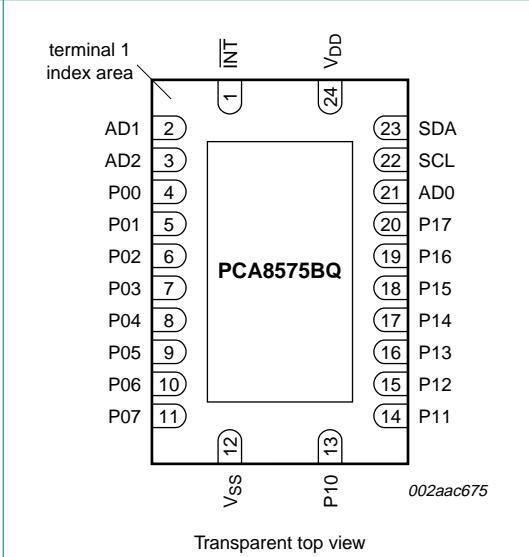 terminal 1
index area
INT
VDD
1
24
AD1 2 23 SDA
AD2 3 22 SCL
P00 4 21 AD0
P01 5 20 P17
P02 6 19 P16
PCA8575BQ
P03 7 18 P15
P04 8 17 P14
P05 9 16 P13
P06 10 15 P12
P07 11 14 P11
12
13
VSS
P10
002aac675
Transparent top view